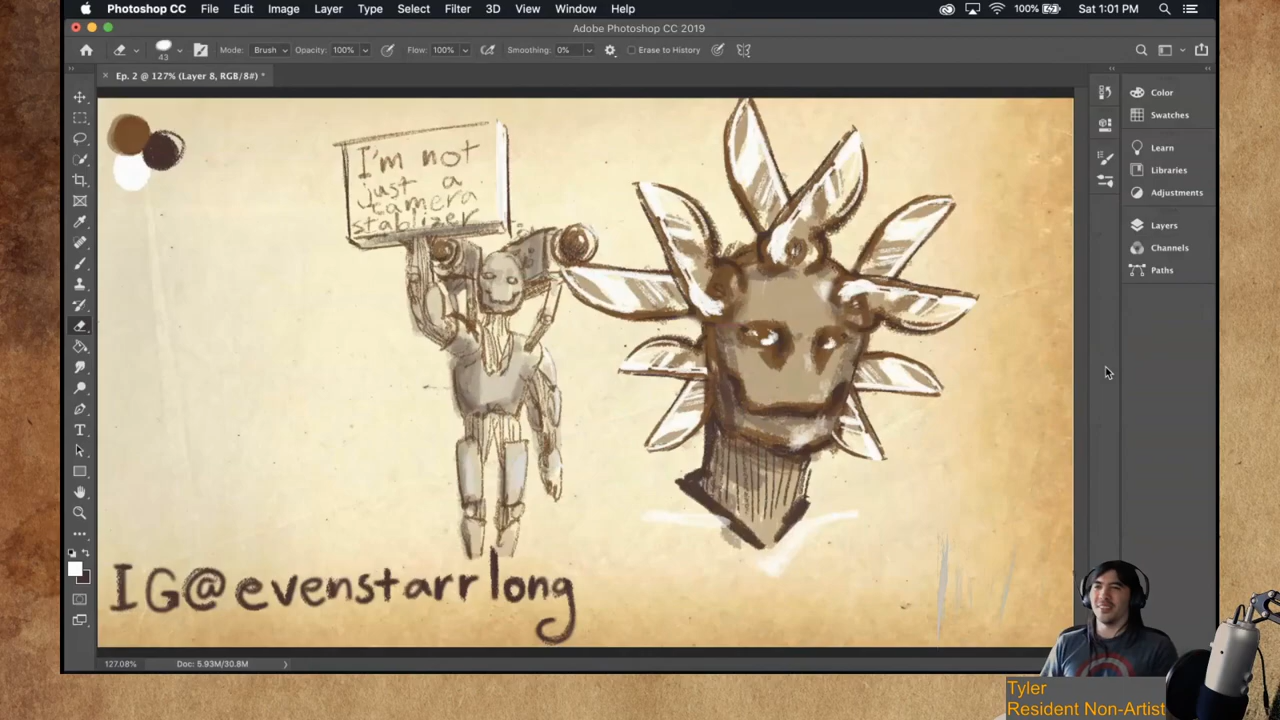 Photoshop CC File Edit Image Layer Type Select Filter 3D View Window Help 100% Sat 1:01 PM
Adobe Photoshop CC 2019
43 Mode: Brush Opacity: 100% Flow: 100% Smoothing: 0% Erase to History
× Ep. 2 @ 127% (Layer 8, RGB/8#) *
Color
Swatches
Learn
Libraries
Adjustments
Layers
Channels
Paths
I'm not
just a
camera
stablizer
IG@evenstarrlong
127.08% Doc: 5.93M/30.8M
Tyler
Resident Non-Artist